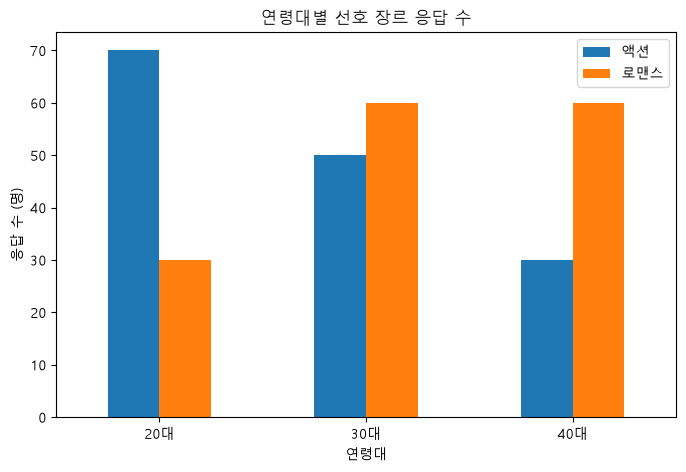 연령대별 선호 장르 응답 수
액션
로맨스
응답 수 (명)
70
60
50
40
30
20
10
0
20대
30대
40대
연령대